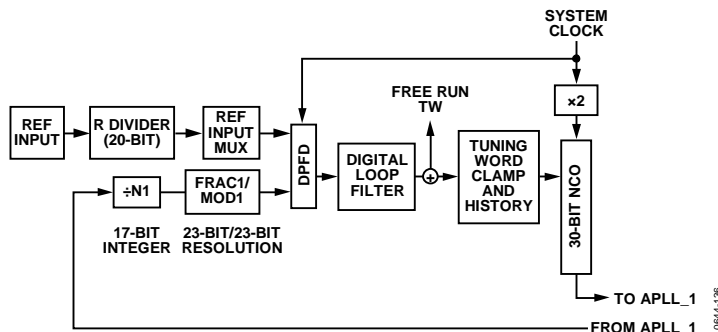 SYSTEM
CLOCK
FREE RUN
TW
×2
REF
INPUT
R DIVIDER
(20-BIT)
REF
INPUT
MUX
DPFD
DIGITAL
LOOP
FILTER
+
TUNING
WORD
CLAMP
AND
HISTORY
30-BIT NCO
÷N1
FRAC1/
MOD1
17-BIT
INTEGER
23-BIT/23-BIT
RESOLUTION
TO APLL_1
FROM APLL_1